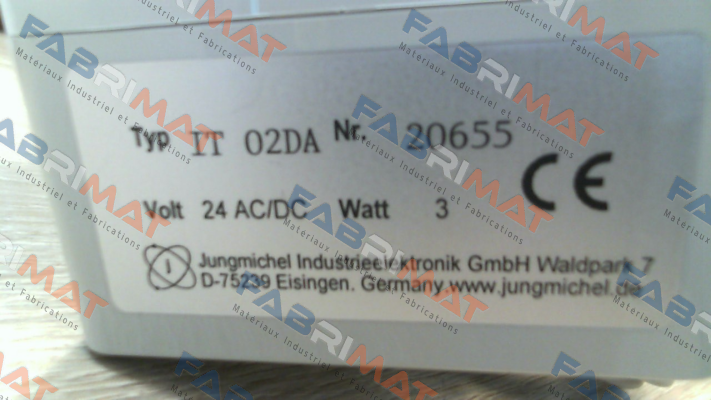 Typ IT 02DA Nr. 20655
Volt 24 AC/DC Watt 3
CE
Jungmichel Industrieelektronik GmbH Waldpark 7
D-75239 Eisingen. Germany www.jungmichel.de
FABRIMAT
Materiaux Industriel et Fabrications